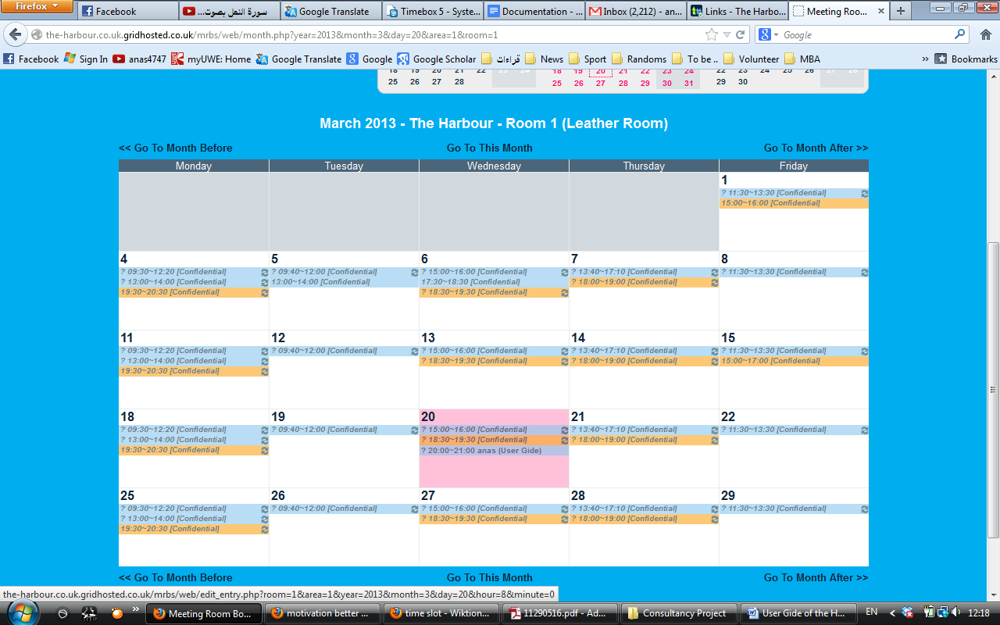 Firefox
Facebook
سورة النمل بصوت...
Google Translate
Timebox 5 - Syste...
Documentation - ...
Inbox (2,212) - an...
Links - The Harbo...
Meeting Roo...
the-harbour.co.uk.gridhosted.co.uk/mrbs/web/month.php?year=2013&month=3&day=20&area=1&room=1
Google
Facebook Sign In anas4747 myUWE: Home Google Translate Google Google Scholar قراءات News Sport Randoms To be .. Volunteer MBA » Bookmarks
18 19 20 21 22 23 24 18 19 20 21 22 23 24 22 23 24 25 26 27 28
25 26 27 28 25 26 27 28 29 30 31 29 30
March 2013 - The Harbour - Room 1 (Leather Room)
<< Go To Month Before Go To This Month Go To Month After >>
Monday Tuesday Wednesday Thursday Friday
1
? 11:30~13:30 [Confidential]
15:00~16:00 [Confidential]
4
? 09:30~12:20 [Confidential]
? 13:00~14:00 [Confidential]
19:30~20:30 [Confidential]
5
? 09:40~12:00 [Confidential]
13:00~14:00 [Confidential]
6
? 15:00~16:00 [Confidential]
17:30~18:30 [Confidential]
? 18:30~19:30 [Confidential]
7
? 13:40~17:10 [Confidential]
? 18:00~19:00 [Confidential]
8
? 11:30~13:30 [Confidential]
11
? 09:30~12:20 [Confidential]
? 13:00~14:00 [Confidential]
19:30~20:30 [Confidential]
12
? 09:40~12:00 [Confidential]
13
? 15:00~16:00 [Confidential]
? 18:30~19:30 [Confidential]
14
? 13:40~17:10 [Confidential]
? 18:00~19:00 [Confidential]
15
? 11:30~13:30 [Confidential]
15:00~17:00 [Confidential]
18
? 09:30~12:20 [Confidential]
? 13:00~14:00 [Confidential]
19:30~20:30 [Confidential]
19
? 09:40~12:00 [Confidential]
20
? 15:00~16:00 [Confidential]
? 18:30~19:30 [Confidential]
? 20:00~21:00 anas (User Gide)
21
? 13:40~17:10 [Confidential]
? 18:00~19:00 [Confidential]
22
? 11:30~13:30 [Confidential]
25
? 09:30~12:20 [Confidential]
? 13:00~14:00 [Confidential]
19:30~20:30 [Confidential]
26
? 09:40~12:00 [Confidential]
27
? 15:00~16:00 [Confidential]
? 18:30~19:30 [Confidential]
28
? 13:40~17:10 [Confidential]
? 18:00~19:00 [Confidential]
29
? 11:30~13:30 [Confidential]
<< Go To Month Before Go To This Month Go To Month After >>
the-harbour.co.uk.gridhosted.co.uk/mrbs/web/edit_entry.php?room=1&area=1&year=2013&month=3&day=20&hour=8&minute=0
» Meeting Room Bo... motivation better ... time slot - Wiktion... 11290516.pdf - Ad... Consultancy Project User Gide of the H... EN 12:18